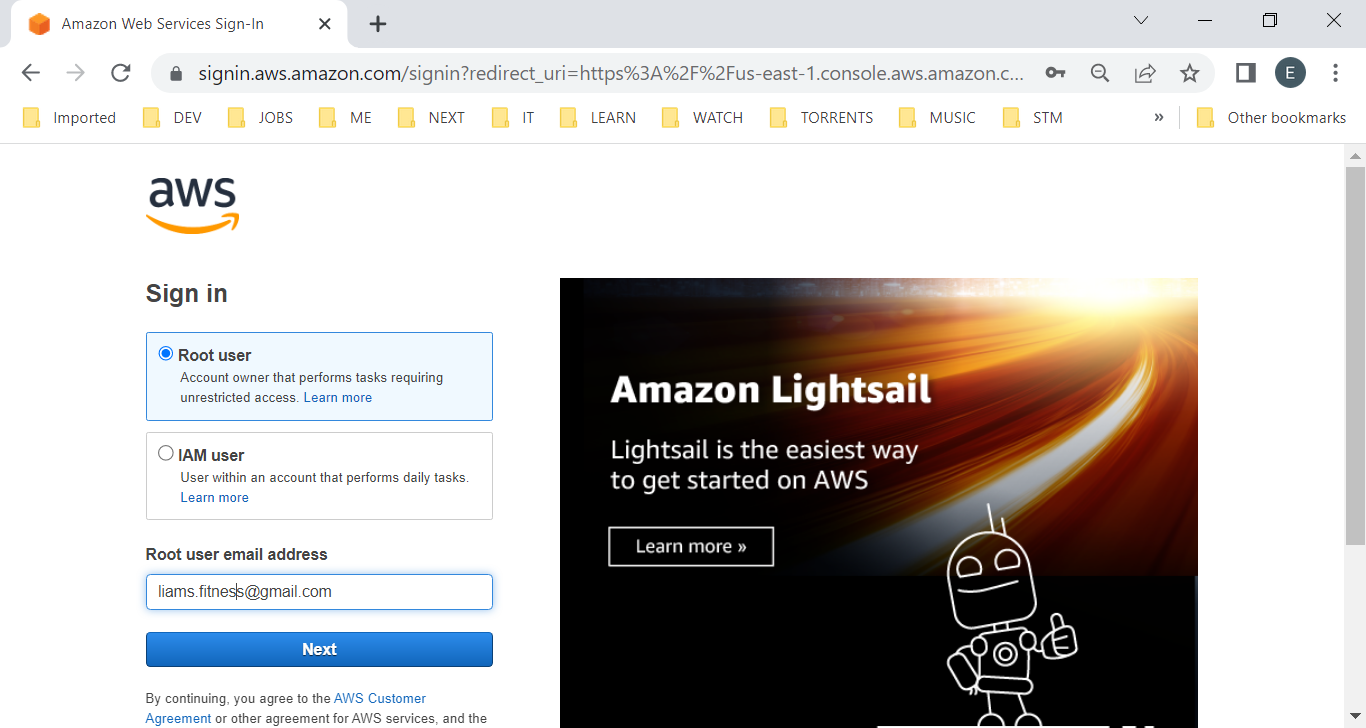 Amazon Web Services Sign-In
signin.aws.amazon.com/signin?redirect_uri=https%3A%2F%2Fus-east-1.console.aws.amazon.c...
E
Imported DEV JOBS ME NEXT IT LEARN WATCH TORRENTS MUSIC STM » Other bookmarks
aws
Sign in
Root user
Account owner that performs tasks requiring
unrestricted access. Learn more
IAM user
User within an account that performs daily tasks.
Learn more
Root user email address
liams.fitness@gmail.com
Next
By continuing, you agree to the AWS Customer
Agreement or other agreement for AWS services, and the
Amazon Lightsail
Lightsail is the easiest way
to get started on AWS
Learn more »